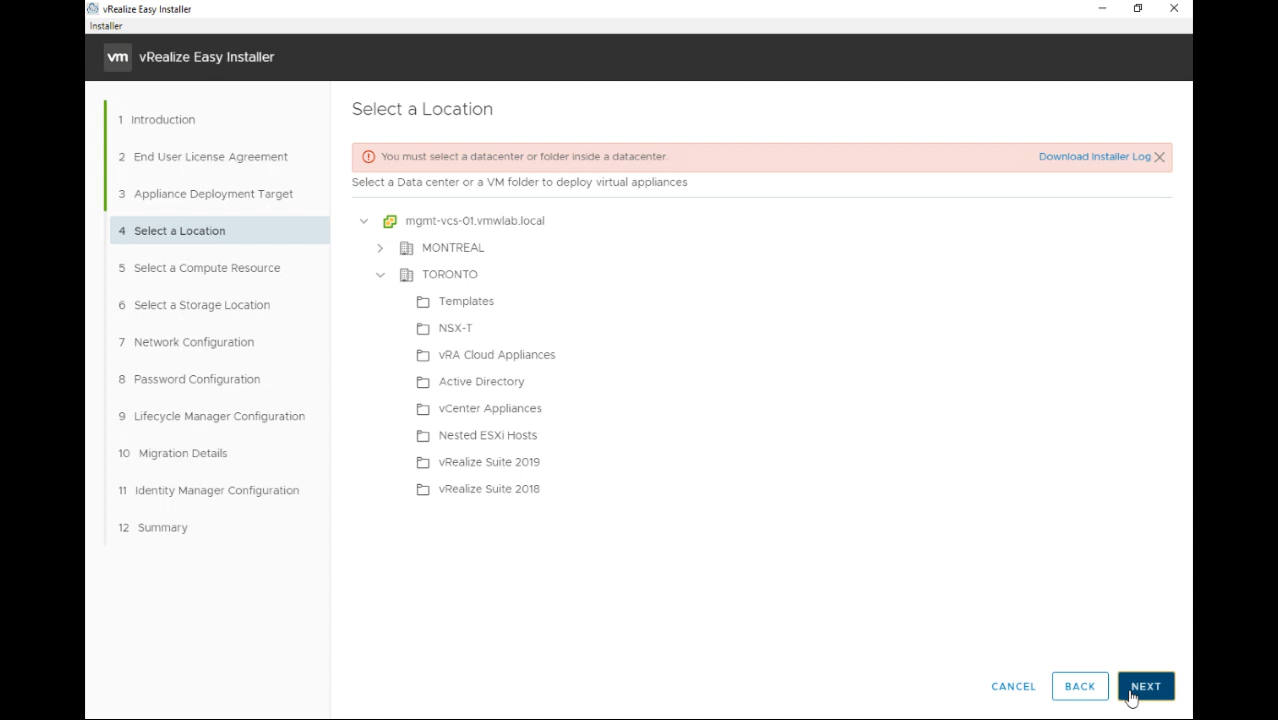 vRealize Easy Installer
Installer
vm vRealize Easy Installer
1 Introduction
2 End User License Agreement
3 Appliance Deployment Target
4 Select a Location
5 Select a Compute Resource
6 Select a Storage Location
7 Network Configuration
8 Password Configuration
9 Lifecycle Manager Configuration
10 Migration Details
11 Identity Manager Configuration
12 Summary
Select a Location
You must select a datacenter or folder inside a datacenter. Download Installer Log
Select a Data center or a VM folder to deploy virtual appliances
mgmt-vcs-01.vmwlab.local
MONTREAL
TORONTO
Templates
NSX-T
vRA Cloud Appliances
Active Directory
vCenter Appliances
Nested ESXi Hosts
vRealize Suite 2019
vRealize Suite 2018
CANCEL BACK NEXT